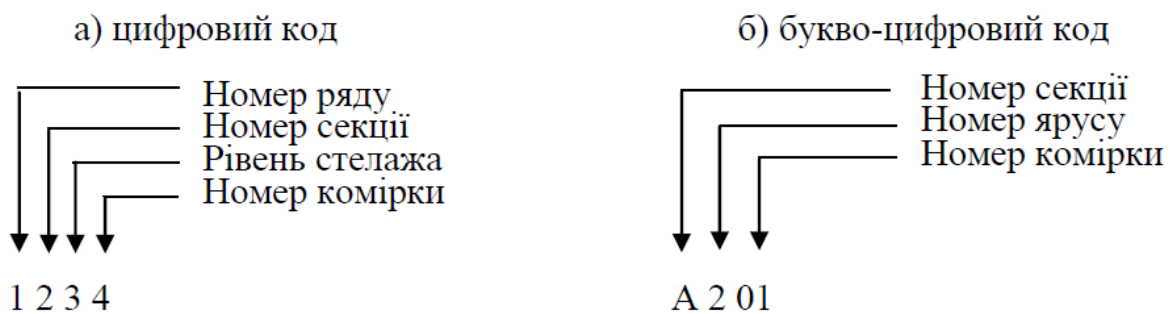 а) цифровий код
Номер ряду
Номер секції
Рівень стелажа
Номер комірки
1 2 3 4
б) букво-цифровий код
Номер секції
Номер ярусу
Номер комірки
А 2 01